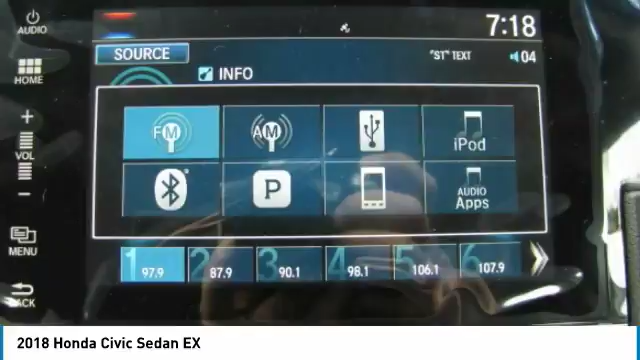 AUDIO
7:18
SOURCE
"ST" TEXT
04
HOME
INFO
+
FM
AM
iPod
VOL
P
AUDIO
Apps
−
MENU
1 97.9
2 87.9
3 90.1
4 98.1
5 106.1
6 107.9
BACK
2018 Honda Civic Sedan EX